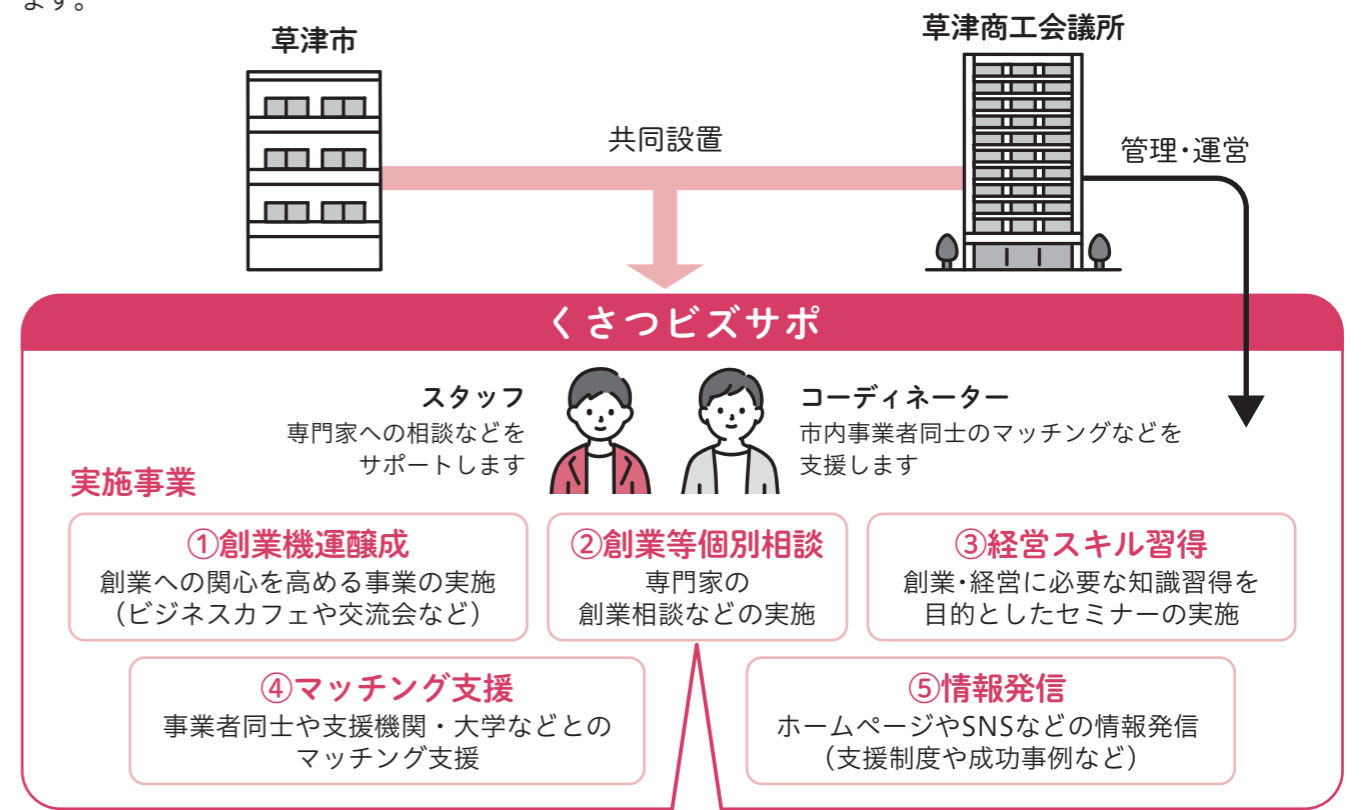 ます。
草津市
草津商工会議所
共同設置
管理・運営
くさつビズサポ
スタッフ
専門家への相談などを
サポートします
コーディネーター
市内事業者同士のマッチングなどを
支援します
実施事業
①創業機運醸成
創業への関心を高める事業の実施
（ビジネスカフェや交流会など）
②創業等個別相談
専門家の
創業相談などの実施
③経営スキル習得
創業・経営に必要な知識習得を
目的としたセミナーの実施
④マッチング支援
事業者同士や支援機関・大学などとの
マッチング支援
⑤情報発信
ホームページやSNSなどの情報発信
（支援制度や成功事例など）